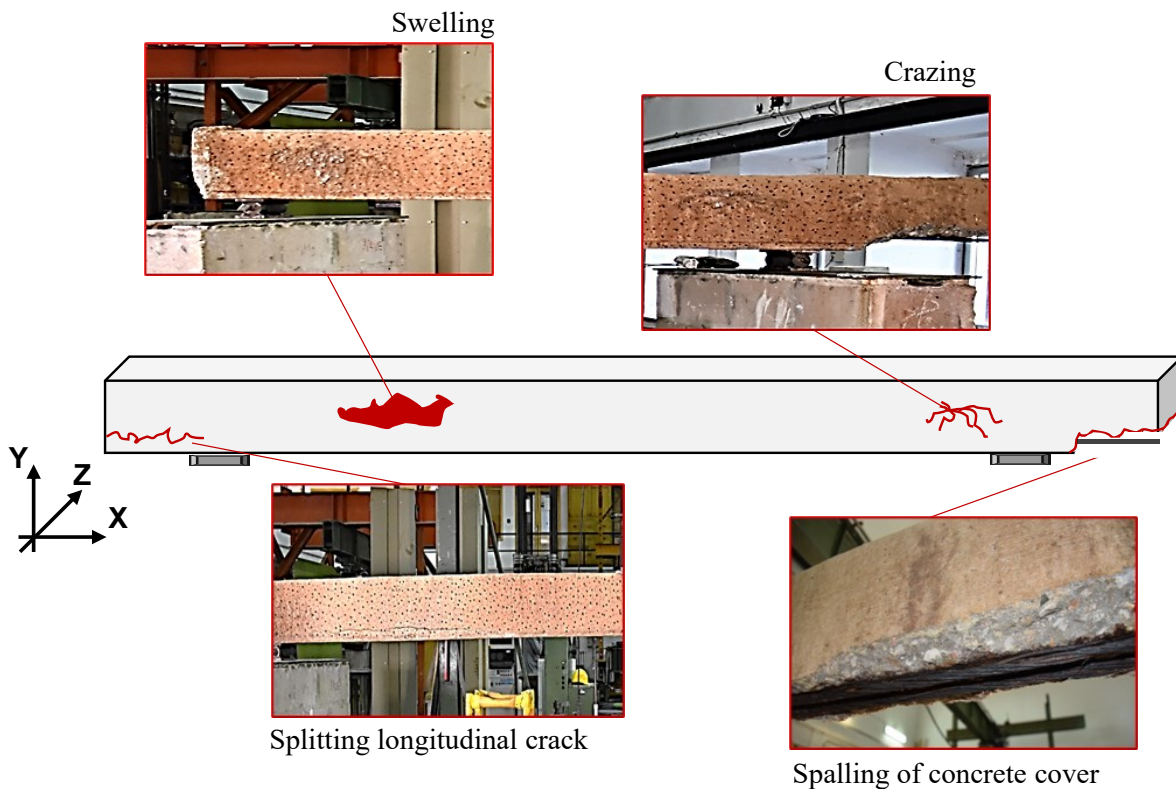 Swelling
Crazing
Y
Z
X
Splitting longitudinal crack
Spalling of concrete cover